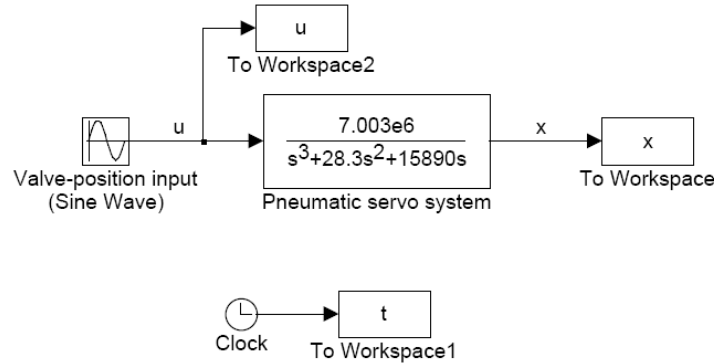 u
To Workspace2
u
7.003e6
s³+28.3s²+15890s
x
x
Valve-position input
(Sine Wave)
Pneumatic servo system
To Workspace
t
Clock
To Workspace1